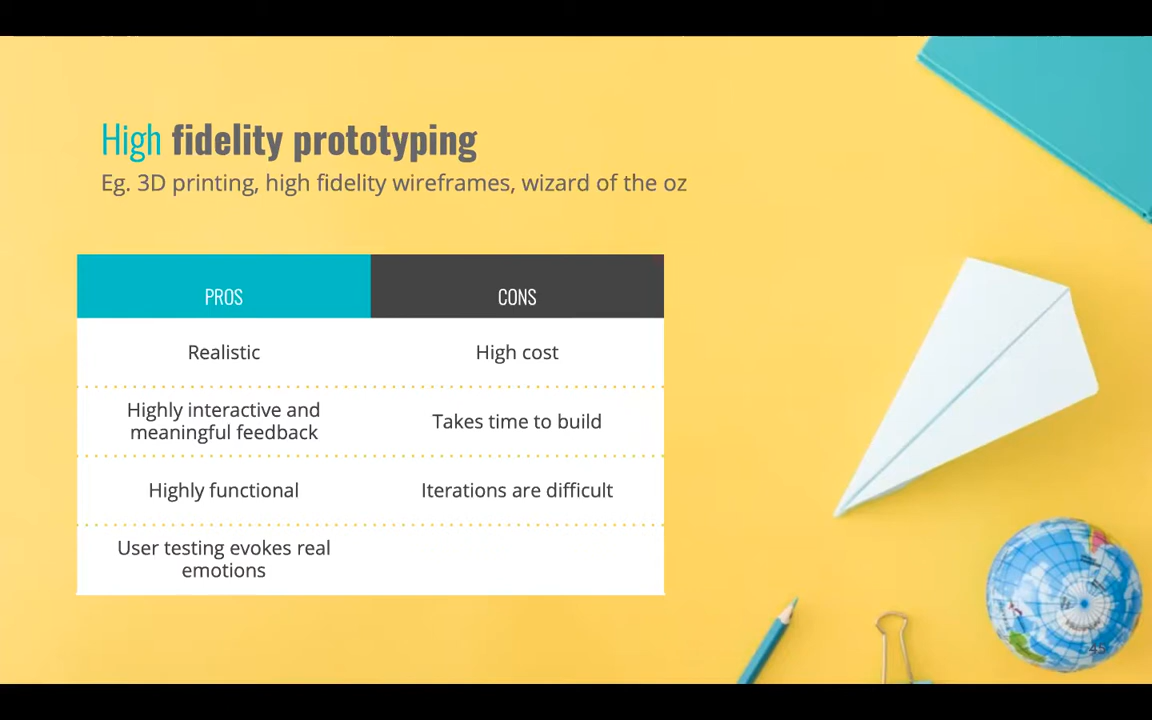 High fidelity prototyping
Eg. 3D printing, high fidelity wireframes, wizard of the oz
PROS
CONS
Realistic
High cost
Highly interactive and
meaningful feedback
Takes time to build
Highly functional
Iterations are difficult
User testing evokes real
emotions